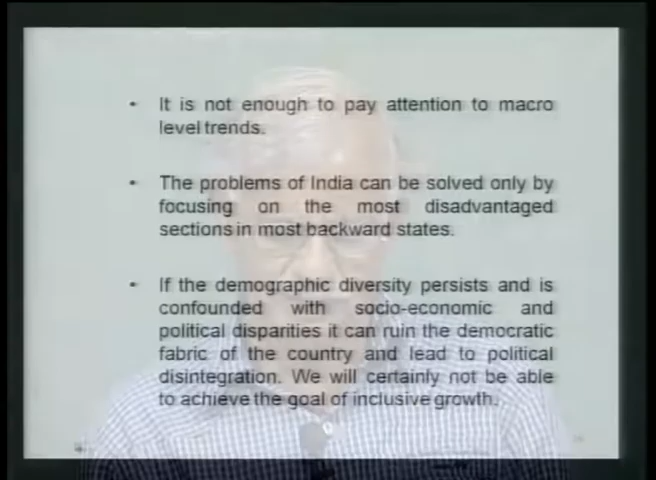 • It is not enough to pay attention to macro
level trends.
• The problems of India can be solved only by
focusing on the most disadvantaged
sections in most backward states.
• If the demographic diversity persists and is
confounded with socio-economic and
political disparities it can ruin the democratic
fabric of the country and lead to political
disintegration. We will certainly not be able
to achieve the goal of inclusive growth.